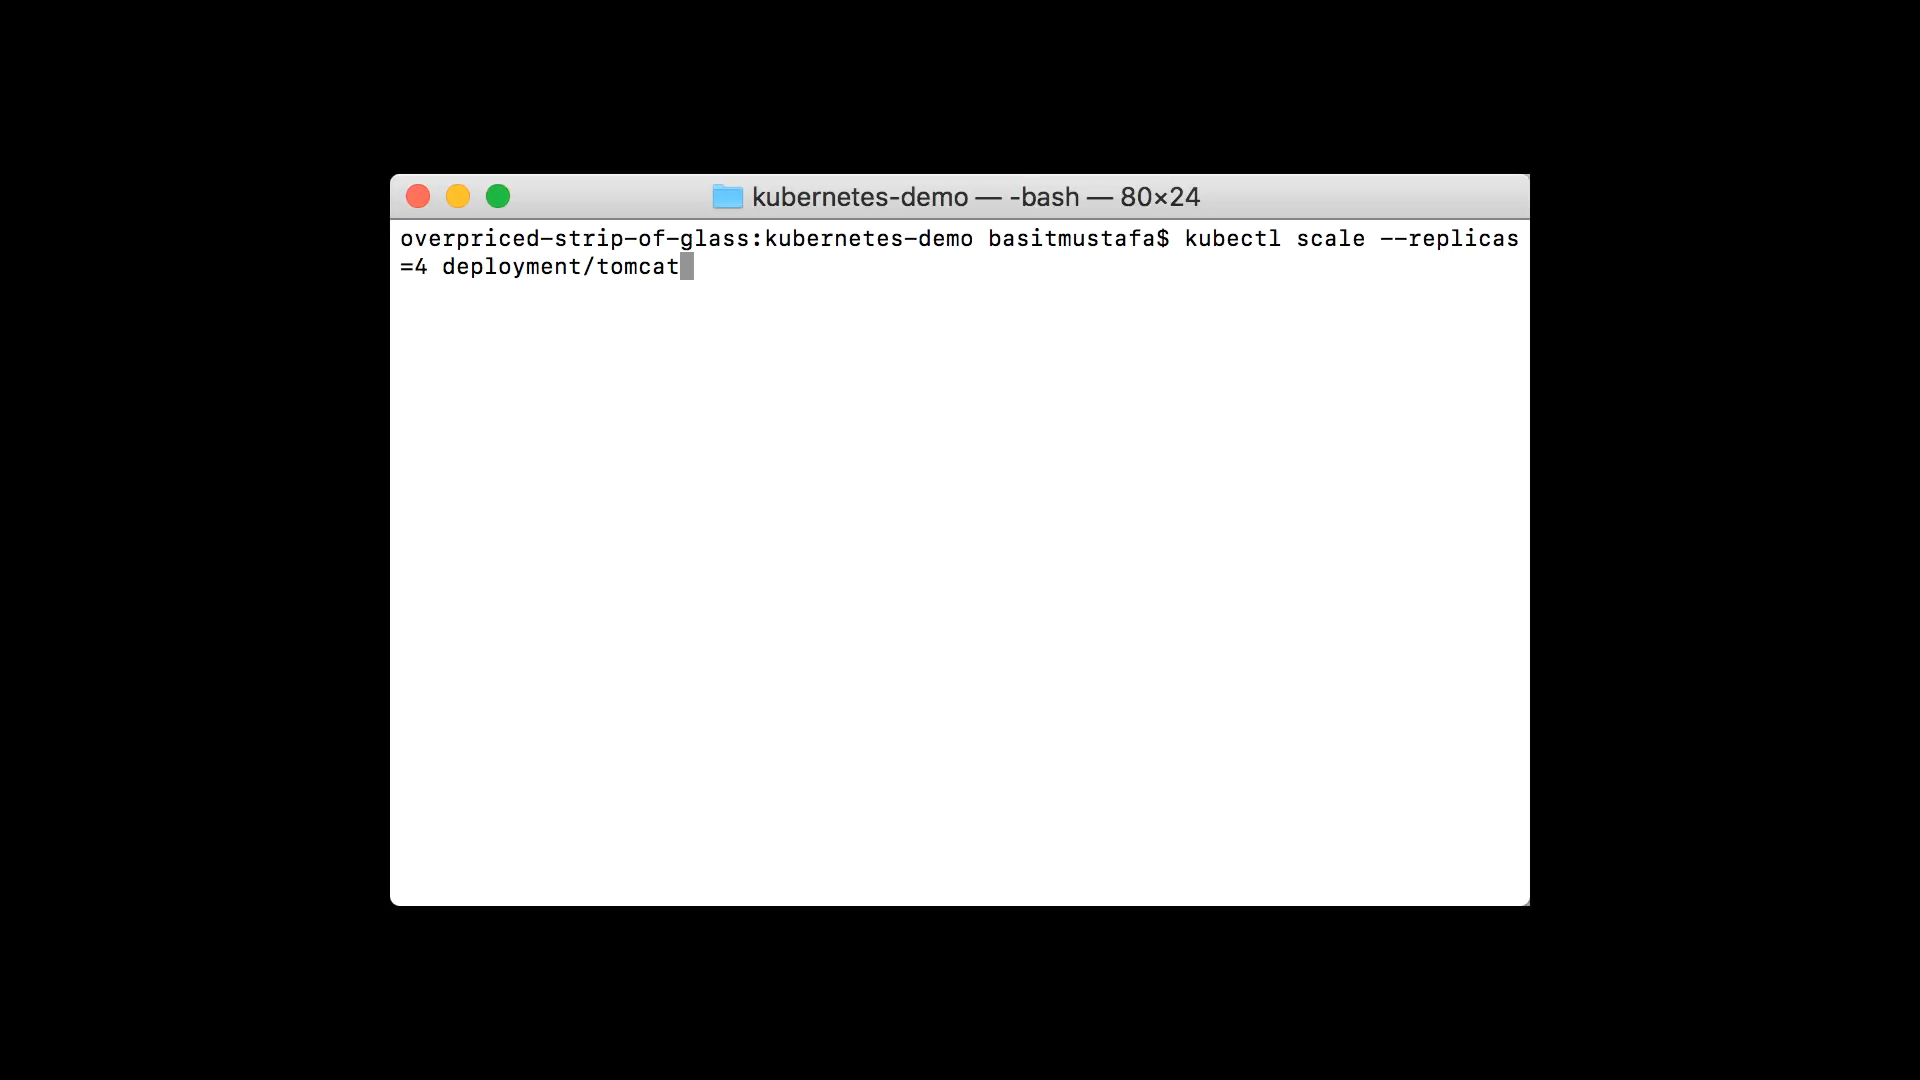 kubernetes-demo — -bash — 80×24
overpriced-strip-of-glass:kubernetes-demo basitmustafa$ kubectl scale --replicas
=4 deployment/tomcat